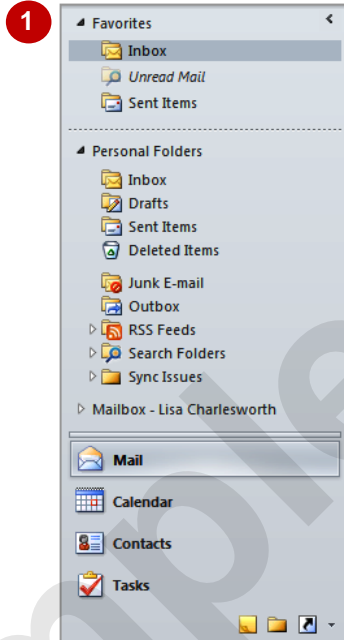 1
Favorites
Inbox
Unread Mail
Sent Items
Personal Folders
Inbox
Drafts
Sent Items
Deleted Items
Junk E-mail
Outbox
RSS Feeds
Search Folders
Sync Issues
Mailbox - Lisa Charlesworth
Mail
Calendar
Contacts
Tasks